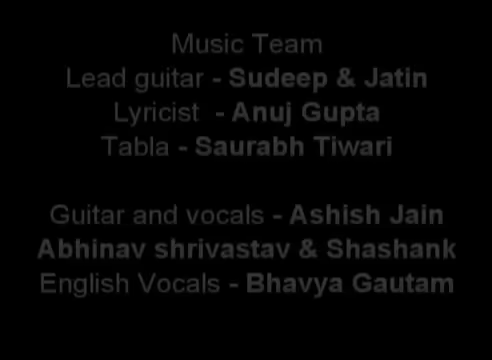 Music Team
Lead guitar - Sudeep & Jatin
Lyricist  - Anuj Gupta
Tabla - Saurabh Tiwari
Guitar and vocals - Ashish Jain
Abhinav shrivastav & Shashank
English Vocals - Bhavya Gautam